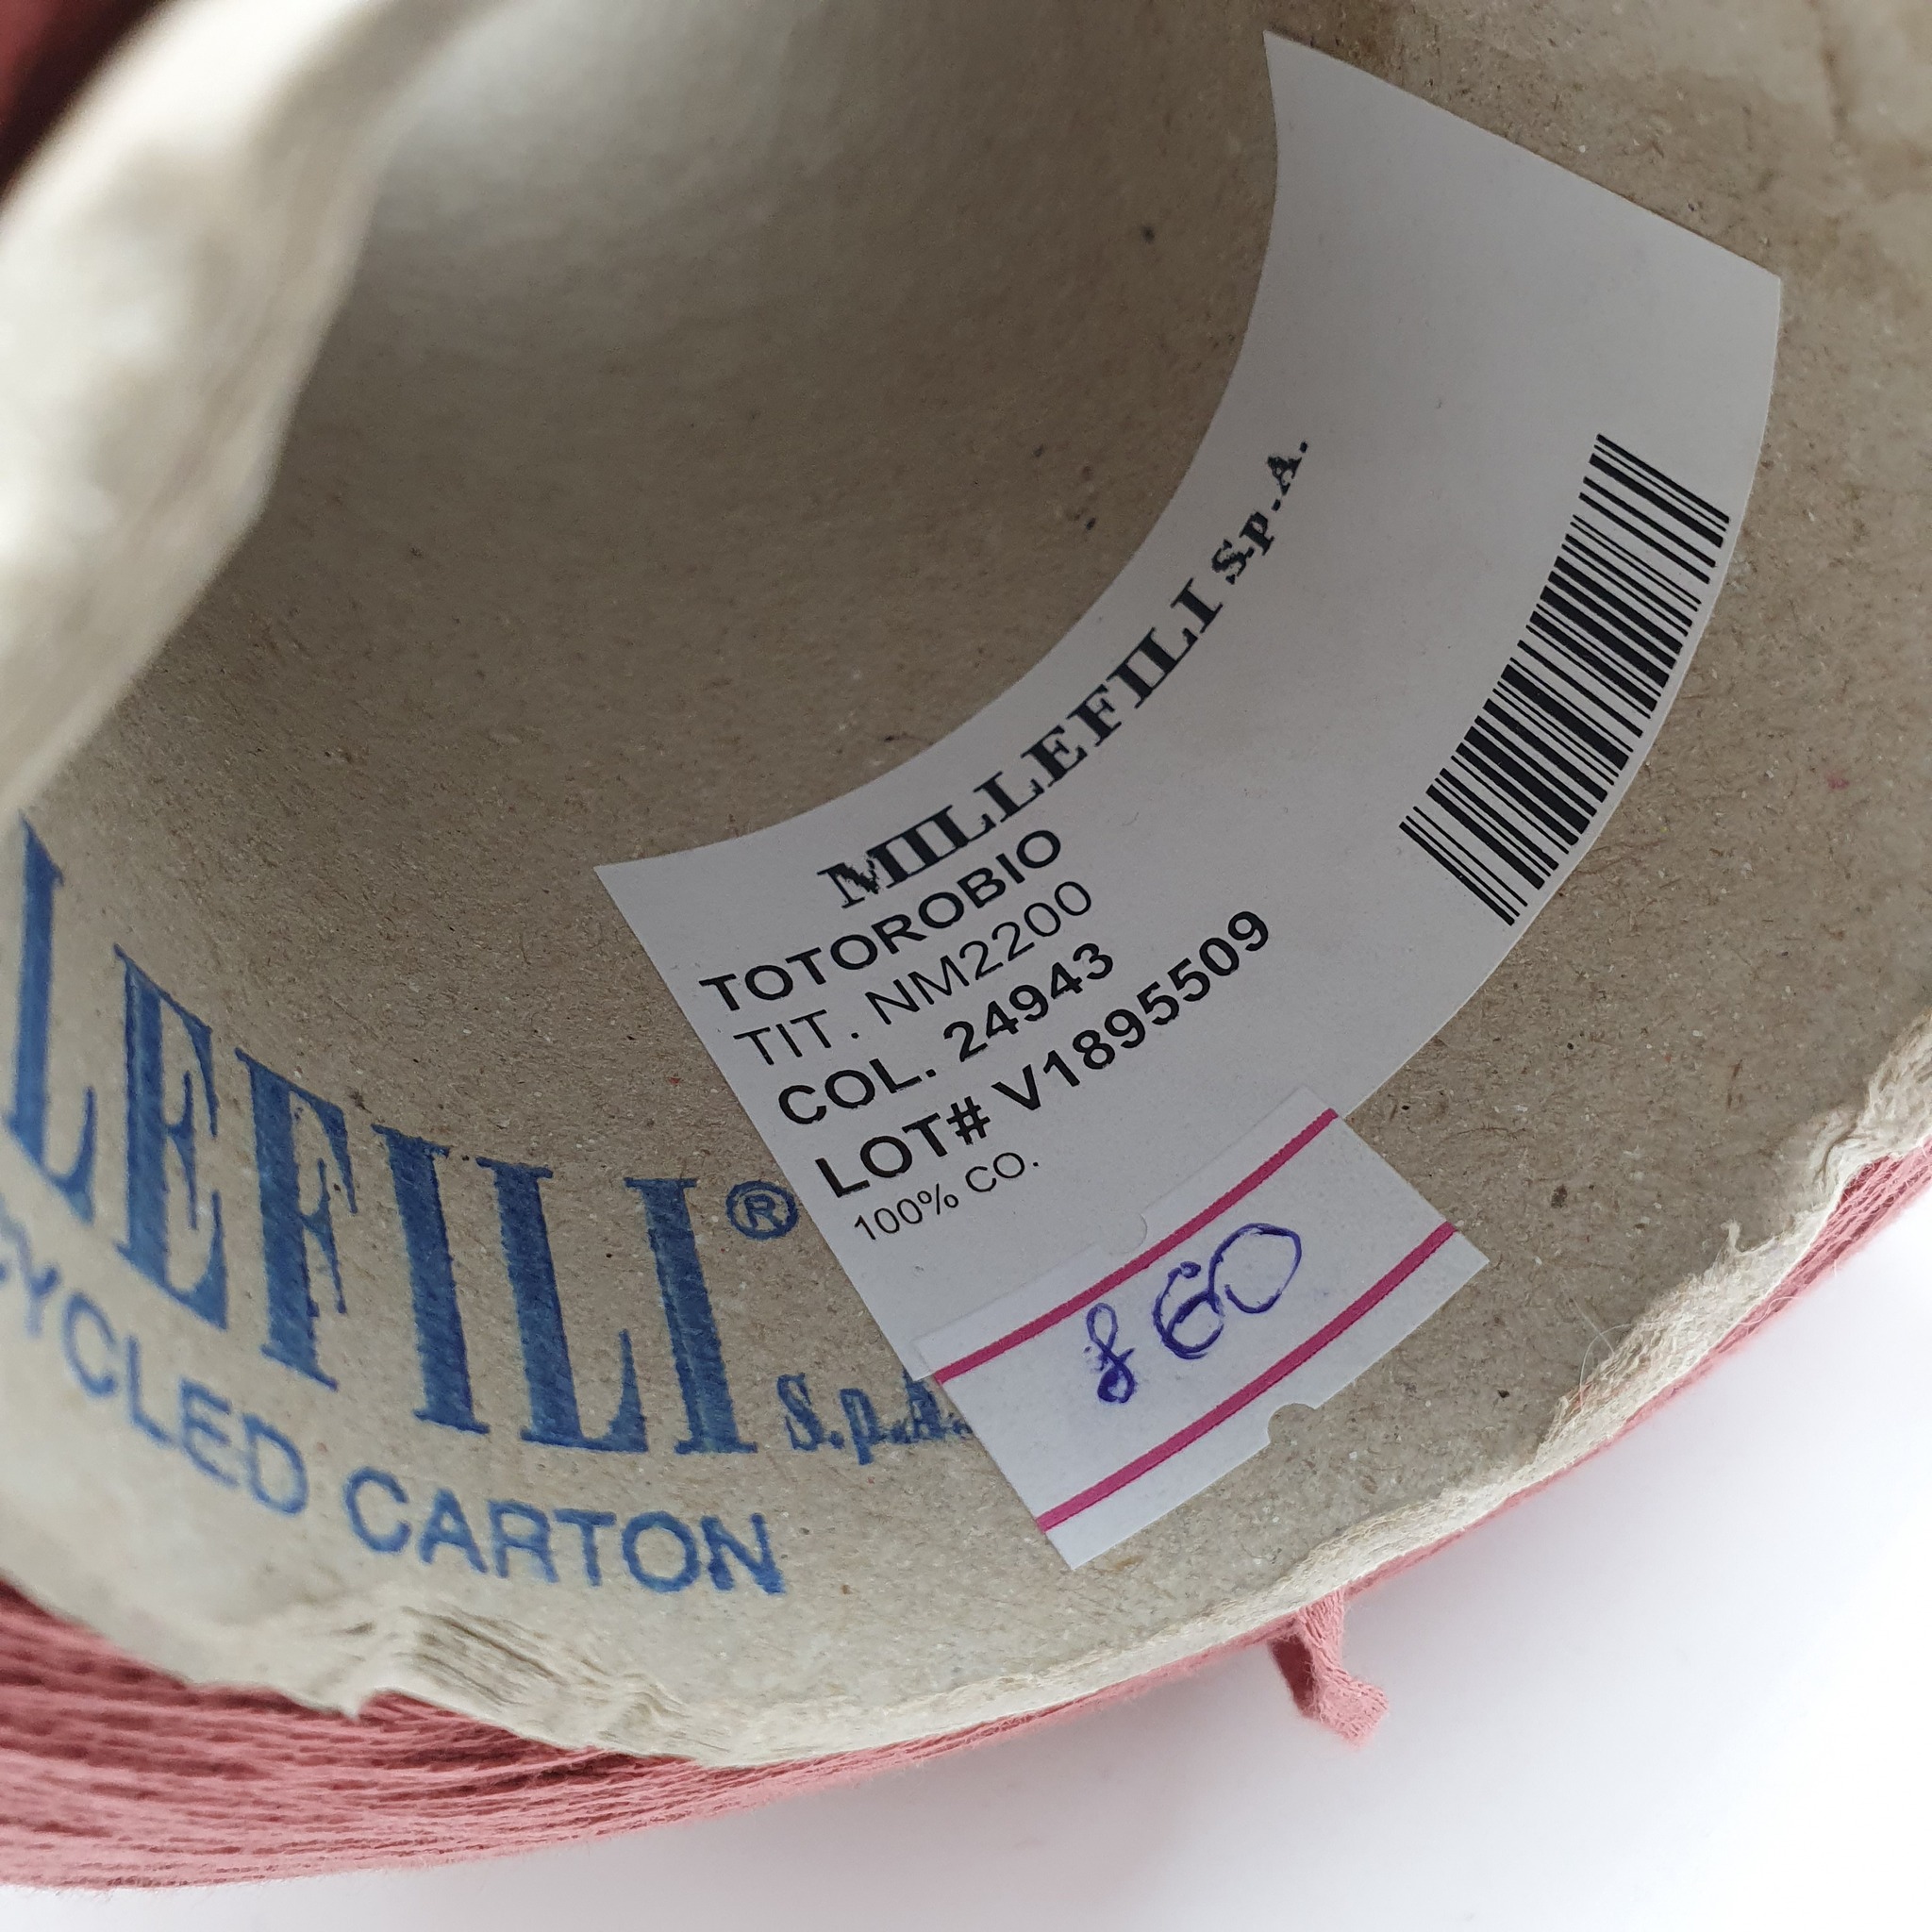 MILLEFILI S.p.A.
TOTOROBIO
TIT. NM2200
COL. 24943
LOT# V1895509
100% CO.
860
LEFILI® S.p.A.
CYCLED CARTON